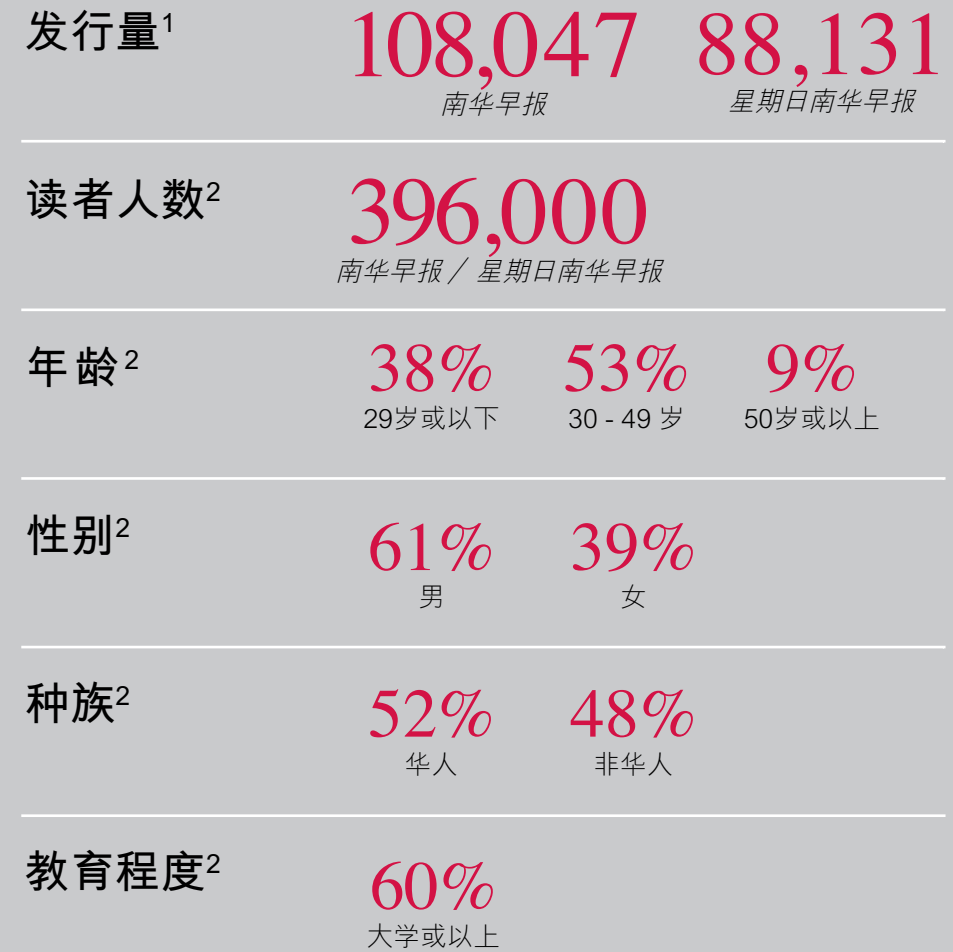 发行量1 108,047 88,131
南华早报 星期日南华早报
读者人数2 396,000
南华早报 / 星期日南华早报
年龄2 38% 53% 9%
29岁或以下 30 - 49 岁 50岁或以上
性别2 61% 39%
男 女
种族2 52% 48%
华人 非华人
教育程度2 60%
大学或以上